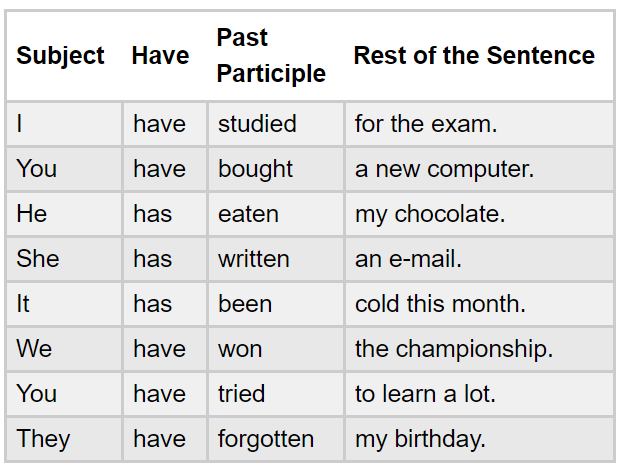 Subject Have Past Participle Rest of the Sentence
I have studied for the exam.
You have bought a new computer.
He has eaten my chocolate.
She has written an e-mail.
It has been cold this month.
We have won the championship.
You have tried to learn a lot.
They have forgotten my birthday.